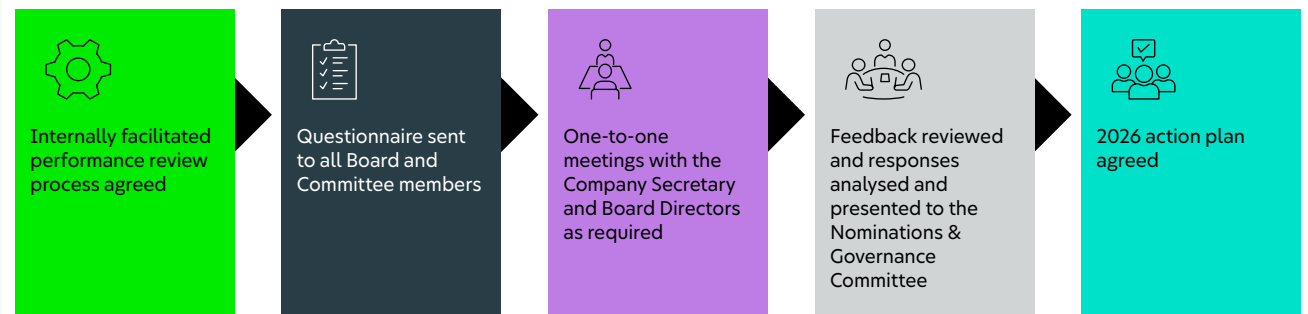 Internally facilitated
performance review
process agreed
Questionnaire sent
to all Board and
Committee members
One-to-one
meetings with the
Company Secretary
and Board Directors
as required
Feedback reviewed
and responses
analysed and
presented to the
Nominations &
Governance
Committee
2026 action plan
agreed